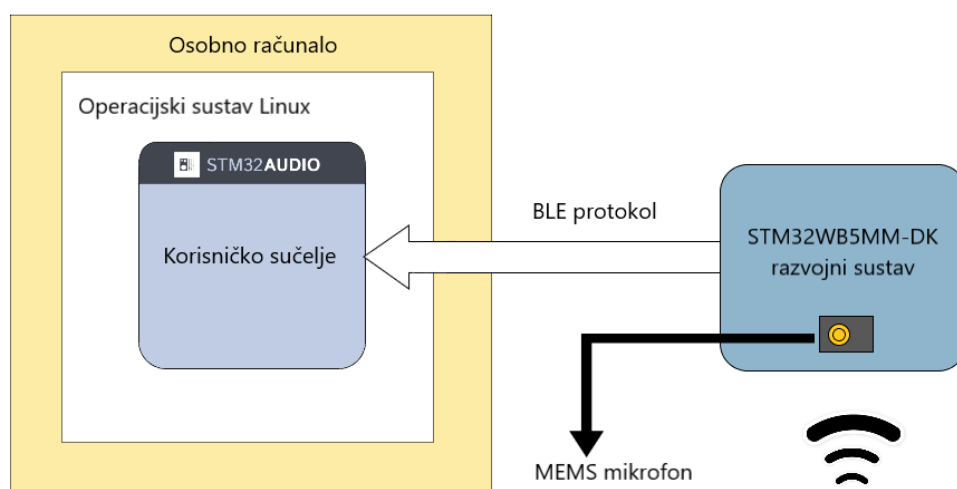 Osobno računalo
Operacijski sustav Linux
STM32AUDIO
Korisničko sučelje
BLE protokol
STM32WB5MM-DK
razvojni sustav
MEMS mikrofon